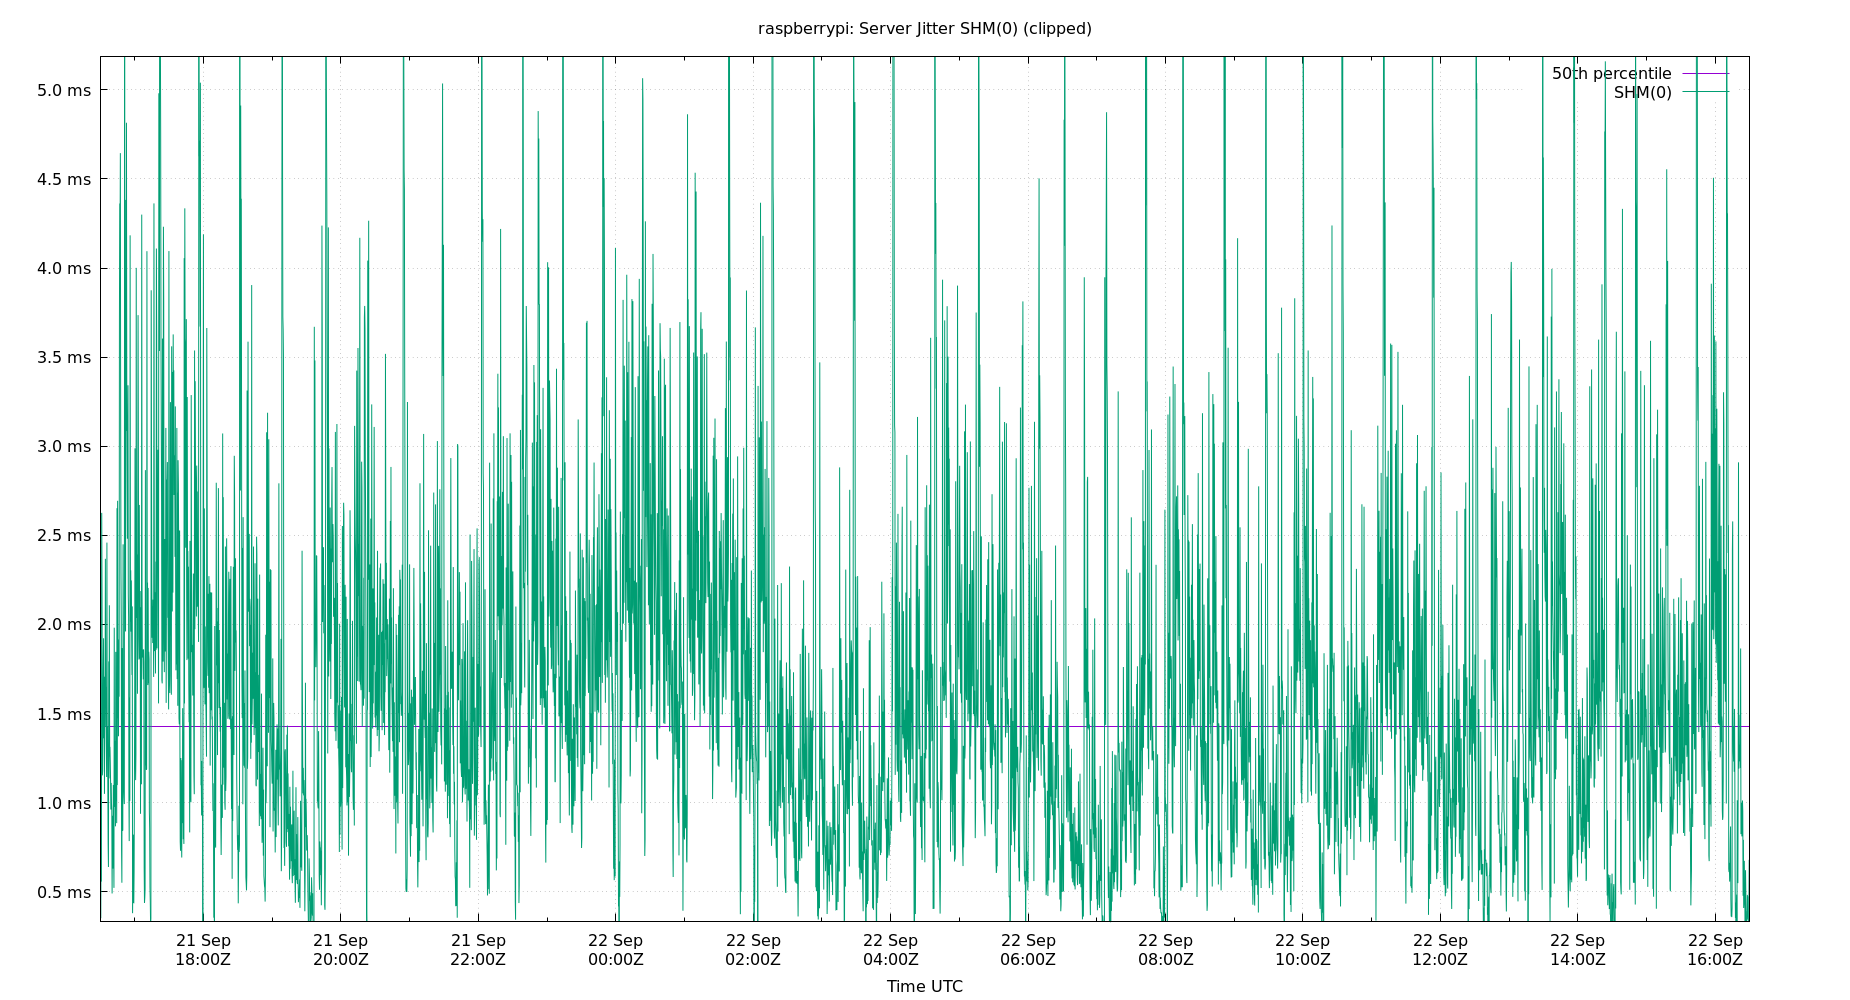 raspberrypi: Server Jitter SHM(0) (clipped)
50th percentile
SHM(0)
5.0 ms
4.5 ms
4.0 ms
3.5 ms
3.0 ms
2.5 ms
2.0 ms
1.5 ms
1.0 ms
0.5 ms
21 Sep 21 Sep 21 Sep 22 Sep 22 Sep 22 Sep 22 Sep 22 Sep 22 Sep 22 Sep 22 Sep 22 Sep
18:00Z 20:00Z 22:00Z 00:00Z 02:00Z 04:00Z 06:00Z 08:00Z 10:00Z 12:00Z 14:00Z 16:00Z
Time UTC